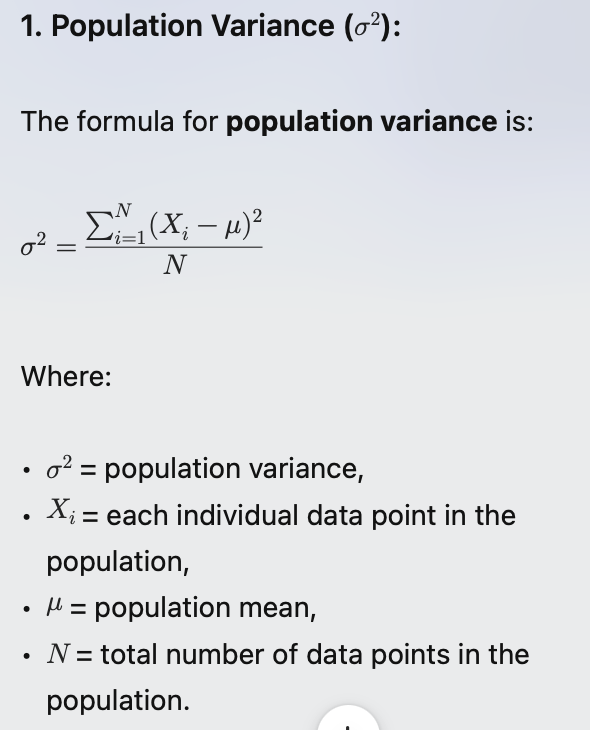 1. Population Variance (σ²):
The formula for population variance is:
σ² = ∑ᵢ₌₁ᴺ (Xᵢ − μ)² / N
Where:
• σ² = population variance,
• Xᵢ = each individual data point in the
population,
• μ = population mean,
• N = total number of data points in the
population.